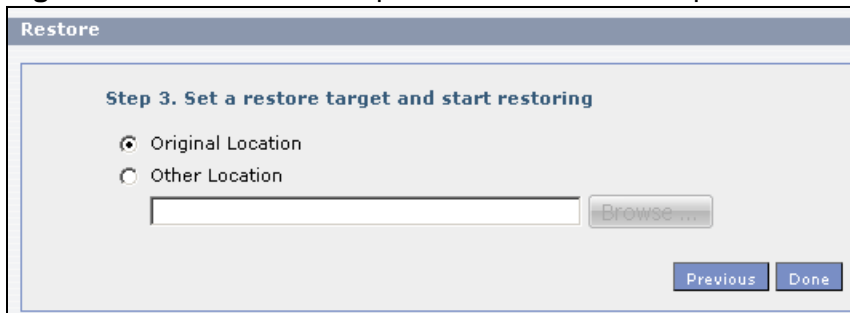 Restore
Step 3. Set a restore target and start restoring
Original Location
Other Location
Browse ...
Previous Done